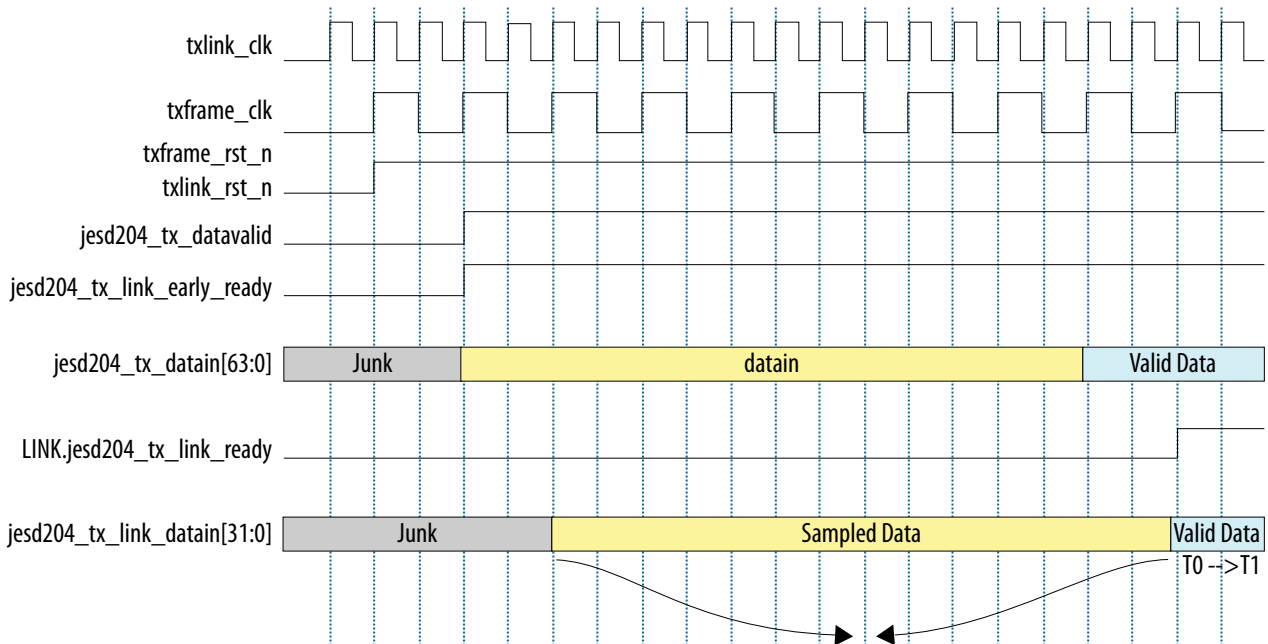 txlink_clk
txframe_clk
txframe_rst_n
txlink_rst_n
jesd204_tx_datavalid
jesd204_tx_link_early_ready
jesd204_tx_datain[63:0] Junk datain Valid Data
LINK.jesd204_tx_link_ready
jesd204_tx_link_datain[31:0] Junk Sampled Data Valid Data
T0 -->T1